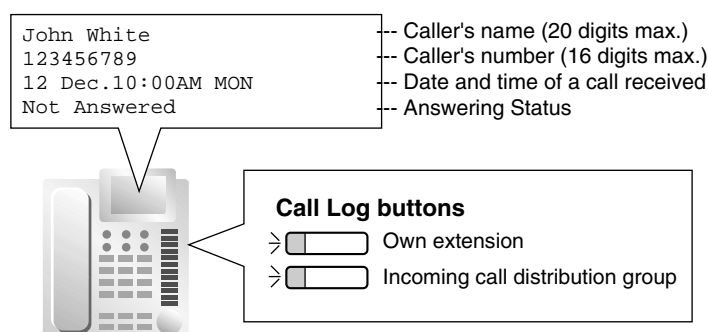 John White --- Caller's name (20 digits max.)
123456789 --- Caller's number (16 digits max.)
12 Dec.10:00AM MON --- Date and time of a call received
Not Answered --- Answering Status
Call Log buttons
Own extension
Incoming call distribution group